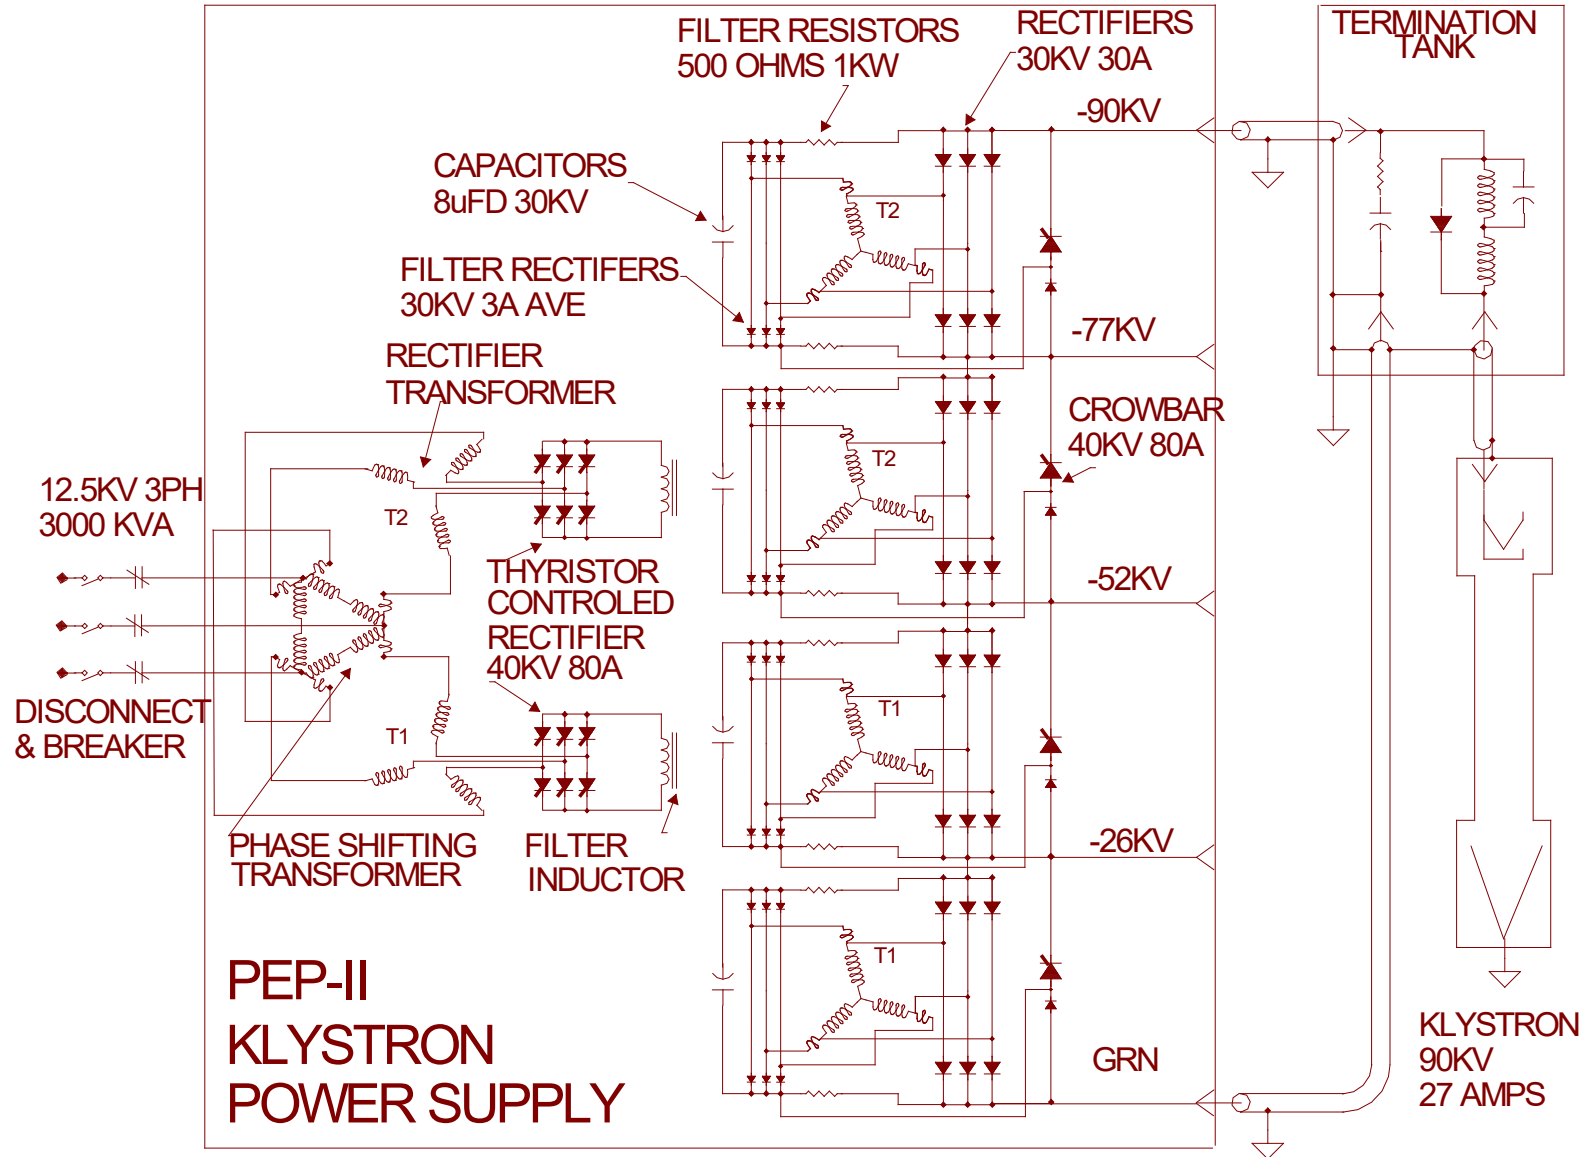 FILTER RESISTORS
500 OHMS 1KW
RECTIFIERS
30KV 30A
TERMINATION
TANK
-90KV
CAPACITORS
8uFD 30KV
T2
FILTER RECTIFERS
30KV 3A AVE
-77KV
RECTIFIER
TRANSFORMER
CROWBAR
40KV 80A
T2
12.5KV 3PH
3000 KVA
T2
THYRISTOR
CONTROLED
RECTIFIER
40KV 80A
-52KV
DISCONNECT
& BREAKER
T1
T1
PHASE SHIFTING
TRANSFORMER
FILTER
INDUCTOR
-26KV
T1
PEP-II
KLYSTRON
POWER SUPPLY
GRN
KLYSTRON
90KV
27 AMPS